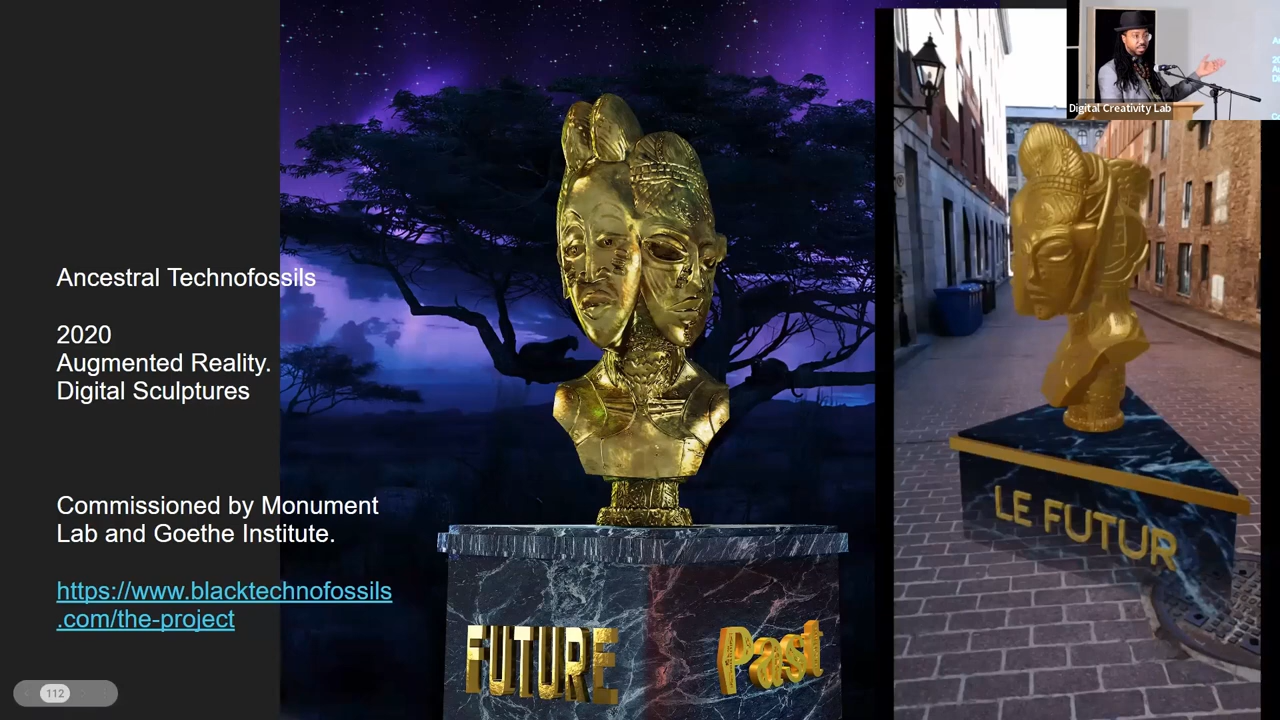 Ancestral Technofossils
2020
Augmented Reality.
Digital Sculptures
Commissioned by Monument
Lab and Goethe Institute.
https://www.blacktechnofossils
.com/the-project
FUTURE
Past
LE FUTUR
Digital Creativity Lab
112